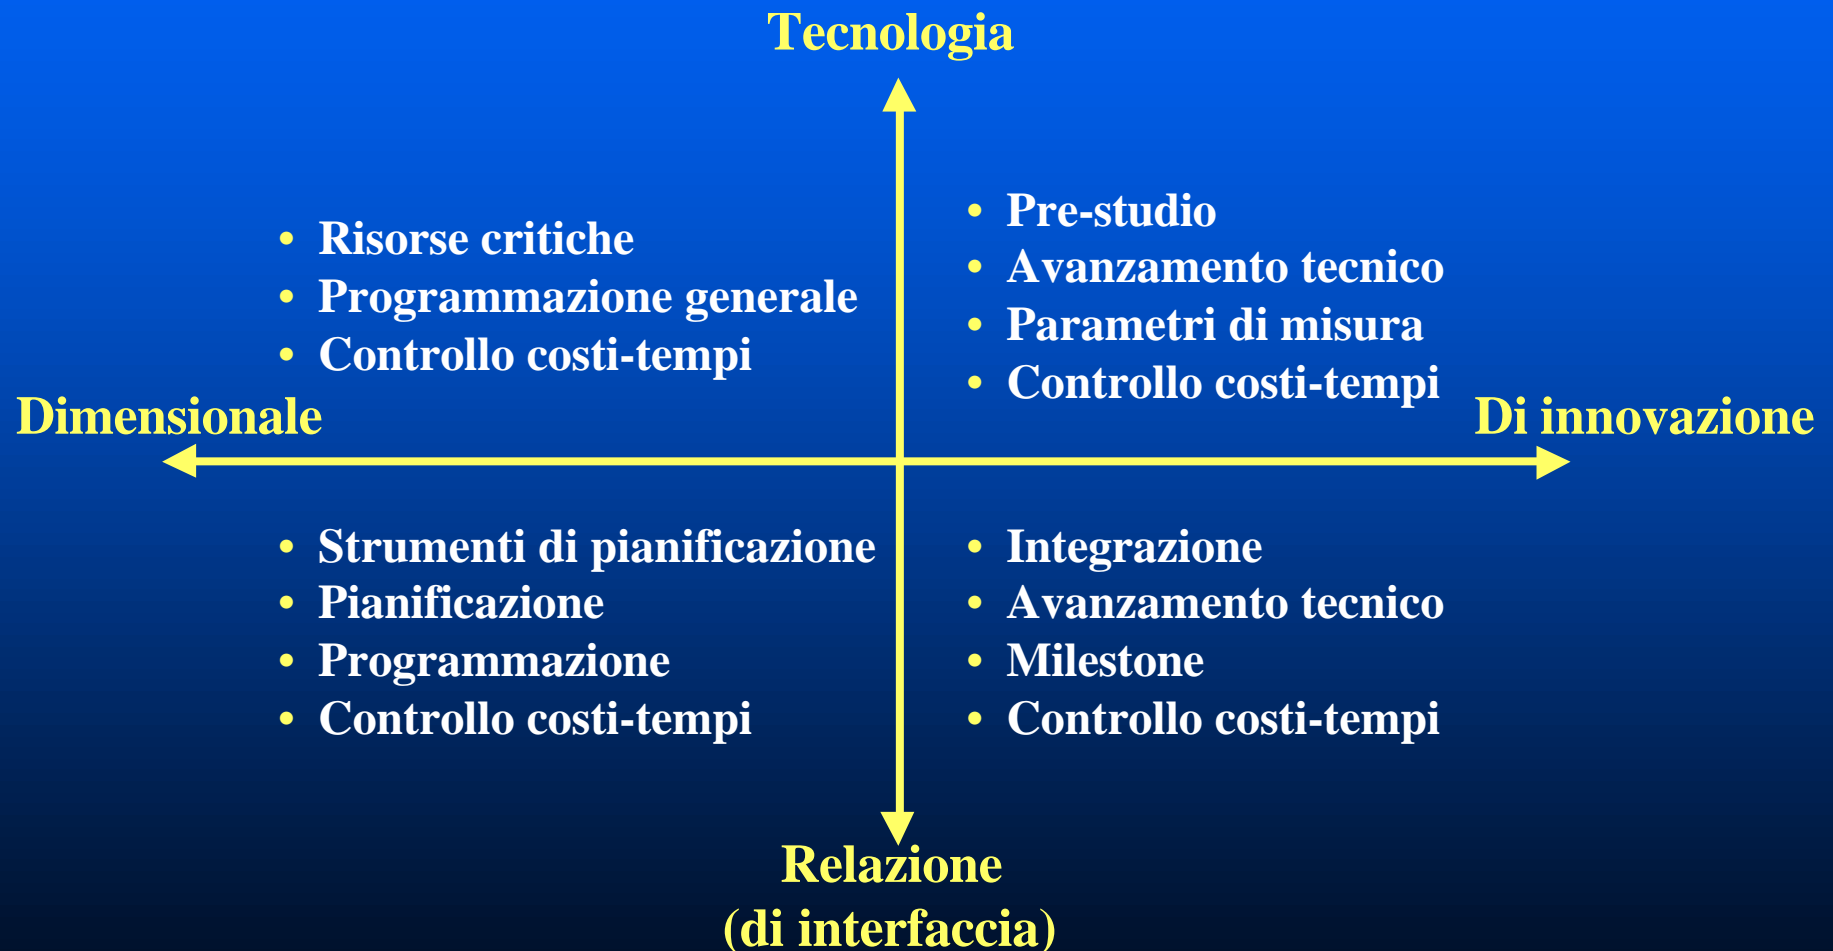 Tecnologia
• Risorse critiche
• Programmazione generale
• Controllo costi-tempi
• Pre-studio
• Avanzamento tecnico
• Parametri di misura
• Controllo costi-tempi
Dimensionale
Di innovazione
• Strumenti di pianificazione
• Pianificazione
• Programmazione
• Controllo costi-tempi
• Integrazione
• Avanzamento tecnico
• Milestone
• Controllo costi-tempi
Relazione
(di interfaccia)